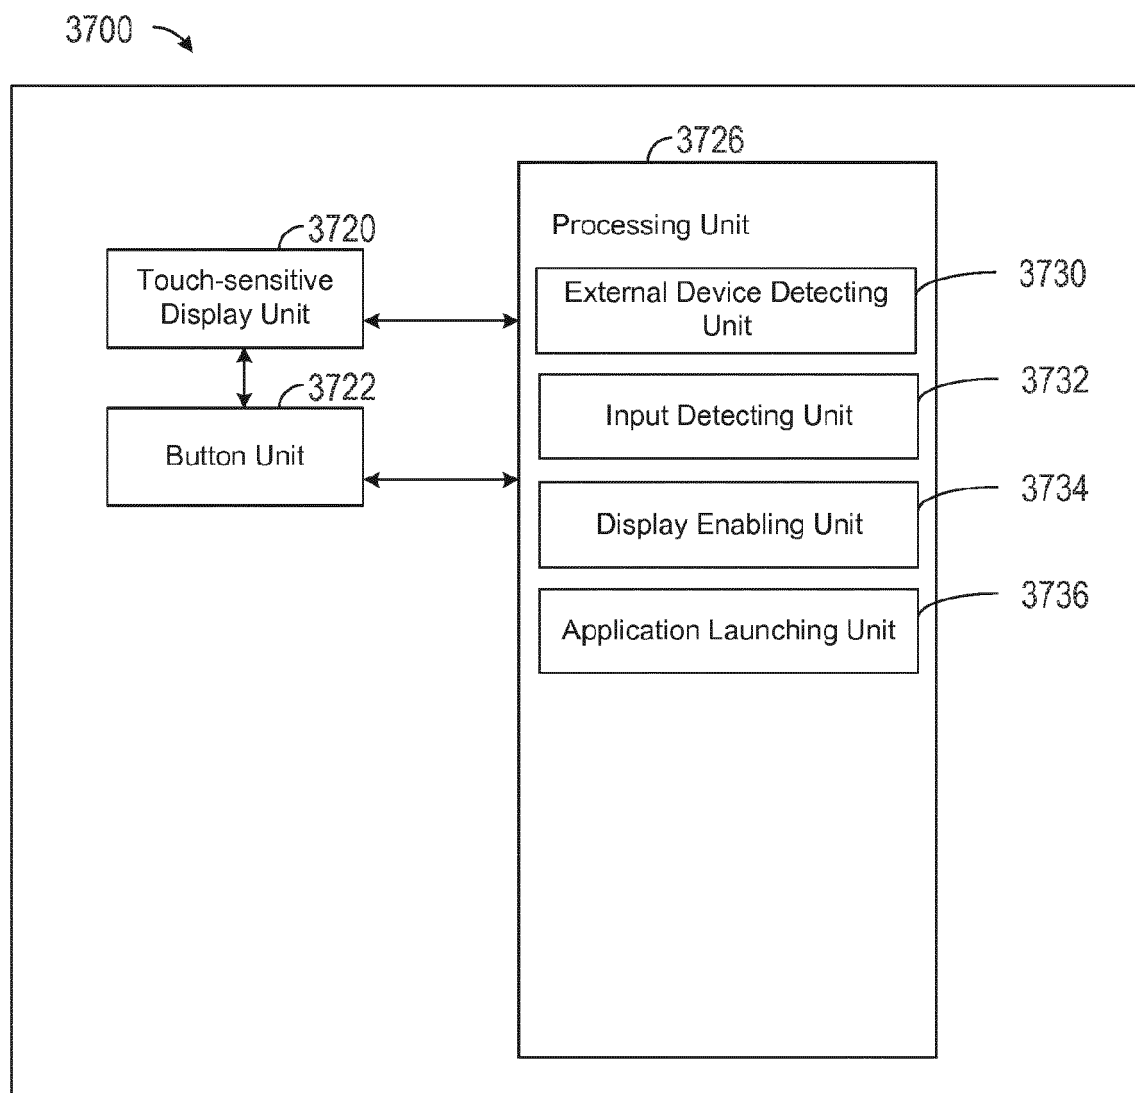 3700
3726
Processing Unit
3720
Touch-sensitive
Display Unit
3722
Button Unit
3730
External Device Detecting
Unit
3732
Input Detecting Unit
3734
Display Enabling Unit
3736
Application Launching Unit